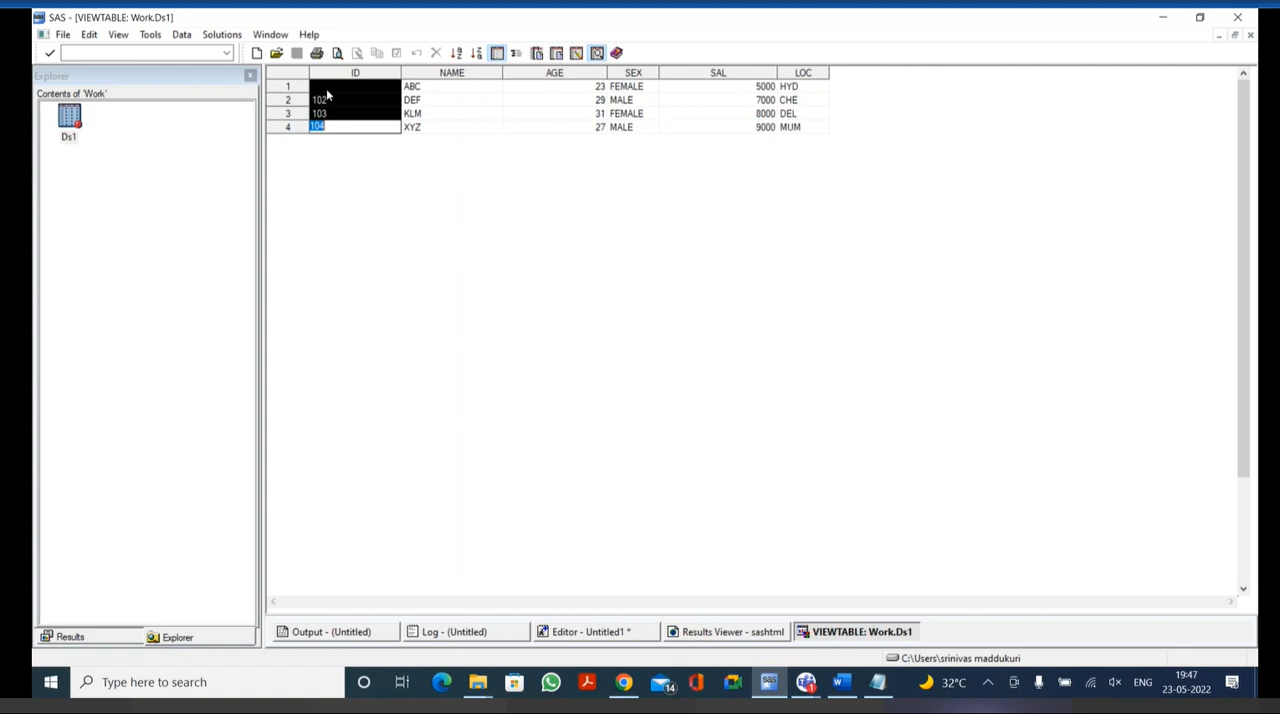 SAS - [VIEWTABLE: Work.Ds1]
File Edit View Tools Data Solutions Window Help
Explorer
Contents of 'Work'
Ds1
ID NAME AGE SEX SAL LOC
1 ABC 23 FEMALE 5000 HYD
2 102 DEF 29 MALE 7000 CHE
3 103 KLM 31 FEMALE 8000 DEL
4 104 XYZ 27 MALE 9000 MUM
Results Explorer
Output - (Untitled) Log - (Untitled) Editor - Untitled1 * Results Viewer - sashtml VIEWTABLE: Work.Ds1
C:\Users\srinivas maddukuri
Type here to search
14
sas
32°C ENG 19:47
23-05-2022